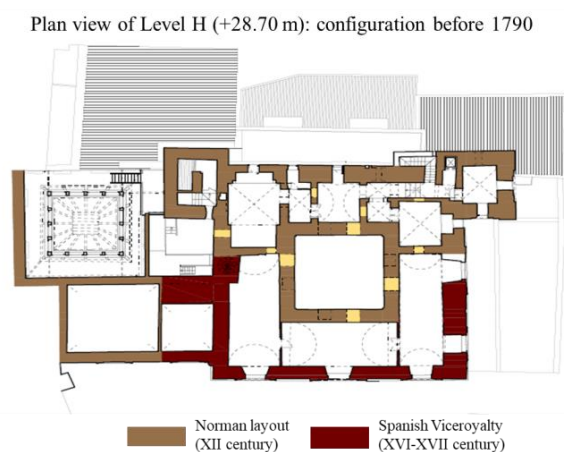 Plan view of Level H (+28.70 m): configuration before 1790
Norman layout
(XII century)
Spanish Viceroyalty
(XVI-XVII century)